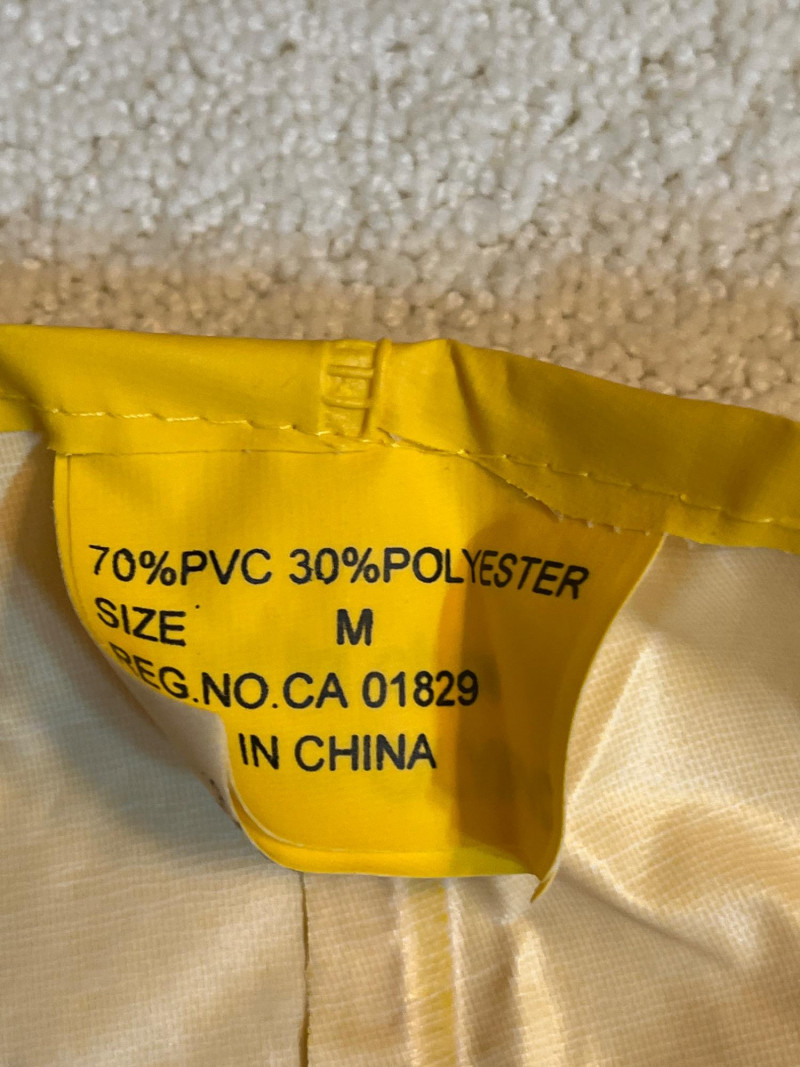 70%PVC 30%POLYESTER
SIZE M
REG.NO.CA 01829
IN CHINA